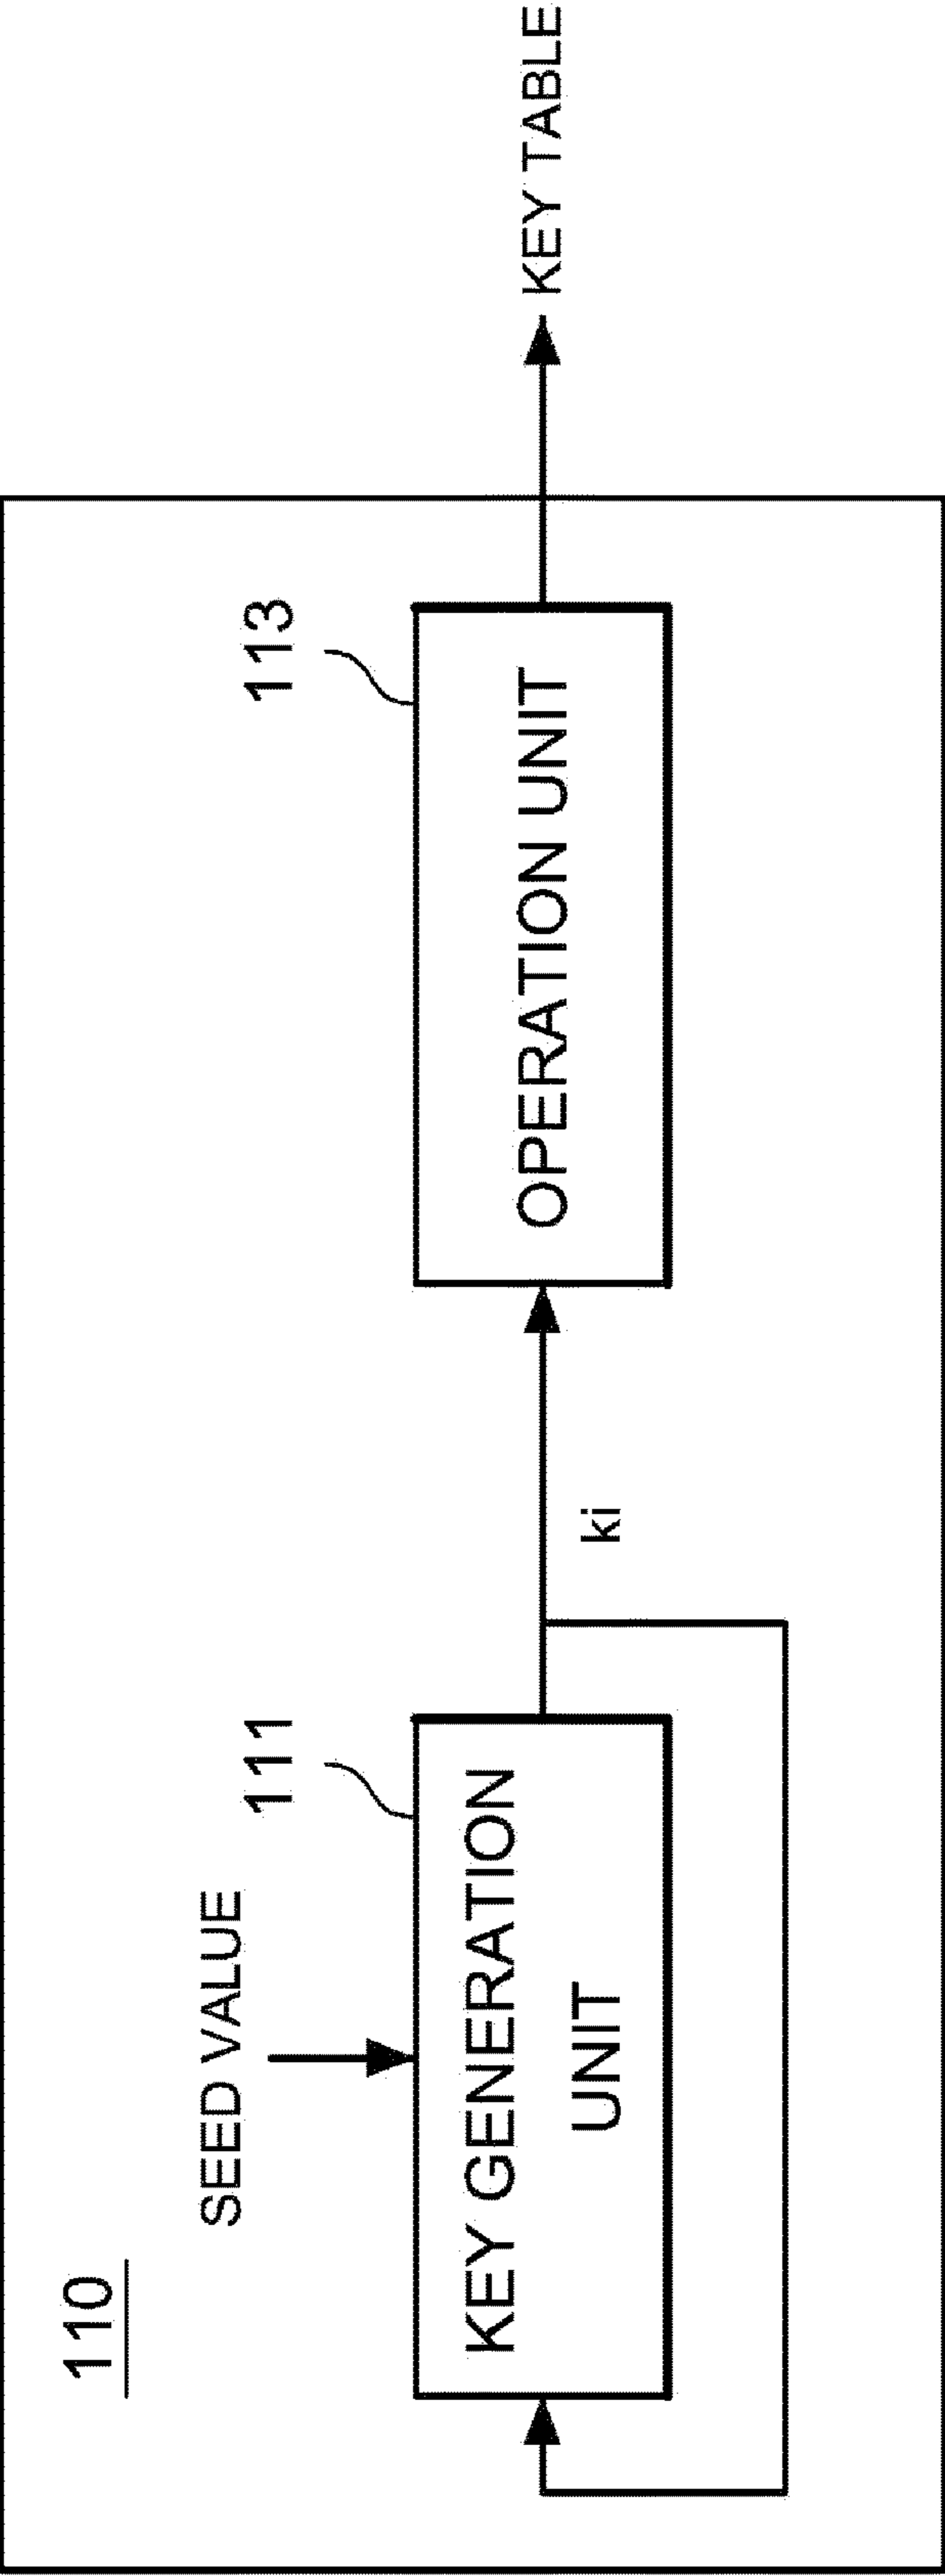 110
SEED VALUE
111
KEY GENERATION
UNIT
ki
113
OPERATION UNIT
KEY TABLE